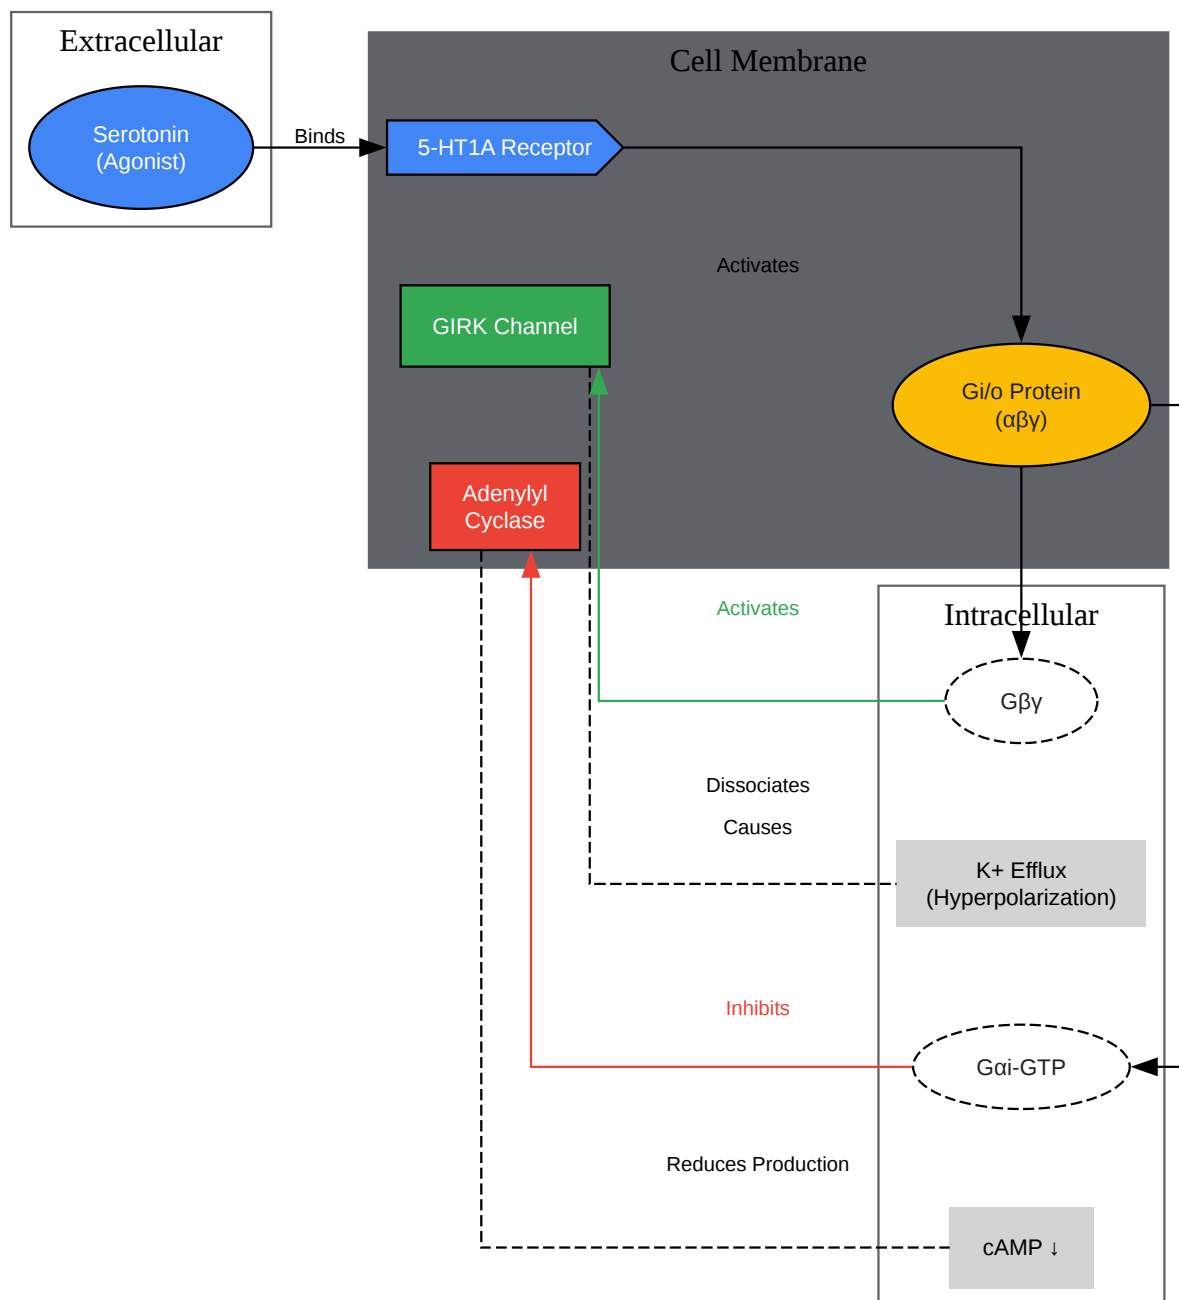 Extracellular
Cell Membrane
Serotonin
(Agonist)
Binds
5-HT1A Receptor
Activates
GIRK Channel
Gi/o Protein
(αβγ)
Adenylyl
Cyclase
Activates
Intracellular
Gβγ
Dissociates
Causes
K+ Efflux
(Hyperpolarization)
Inhibits
Gαi-GTP
Reduces Production
cAMP ↓